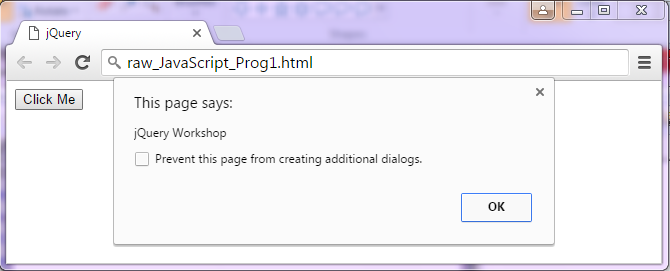 jQuery
raw_JavaScript_Prog1.html
Click Me
This page says:
jQuery Workshop
Prevent this page from creating additional dialogs.
OK